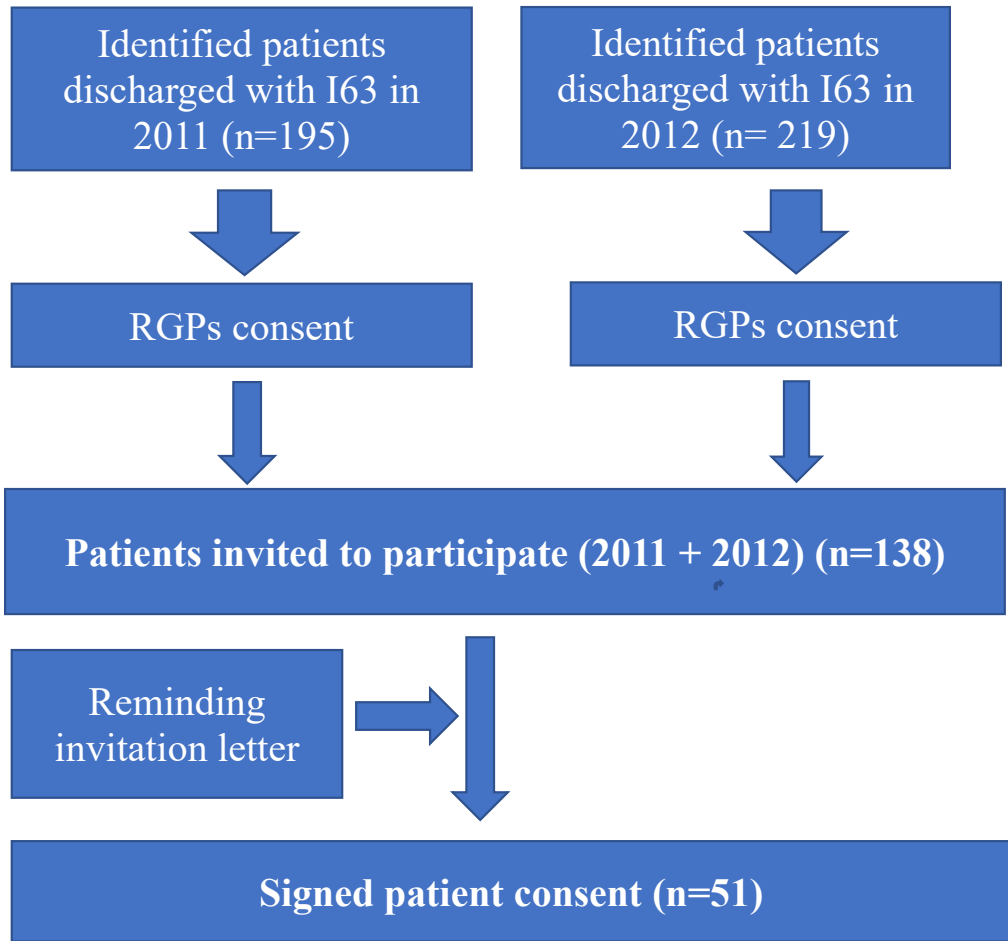 Identified patients
discharged with I63 in
2011 (n=195)
Identified patients
discharged with I63 in
2012 (n= 219)
RGPs consent
RGPs consent
Patients invited to participate (2011 + 2012) (n=138)
Reminding
invitation letter
Signed patient consent (n=51)